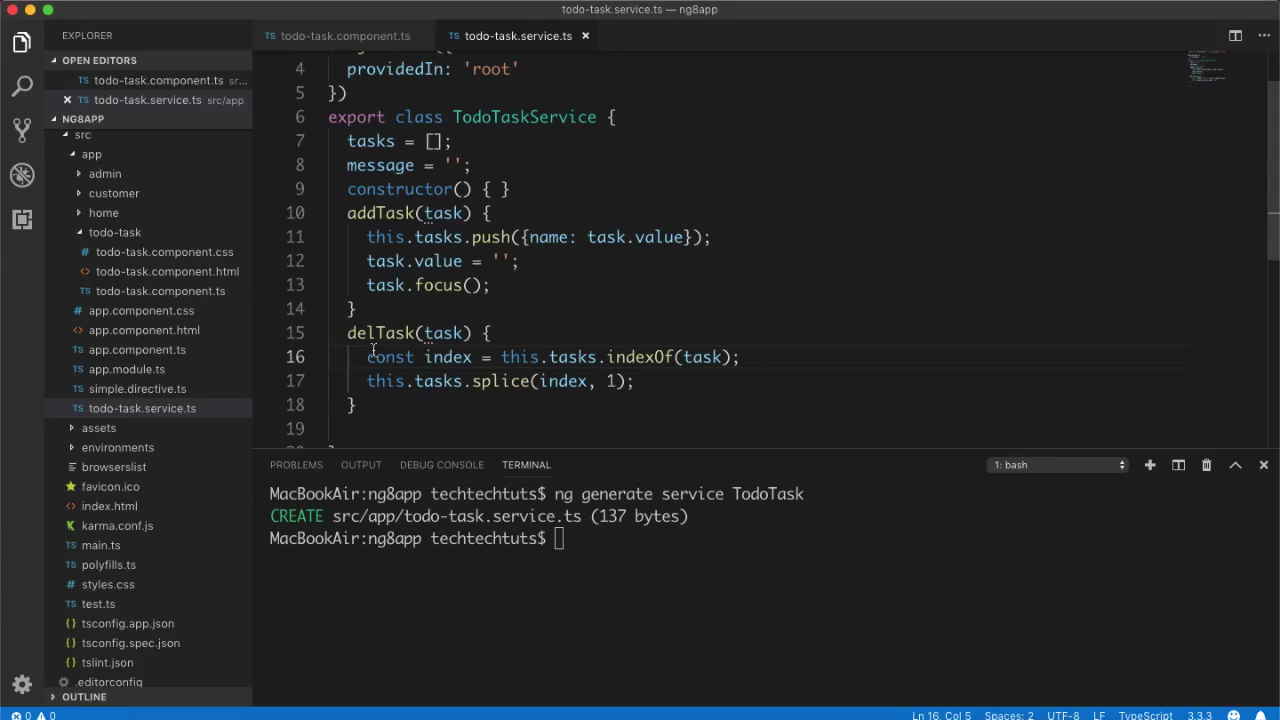 todo-task.service.ts — ng8app
EXPLORER
OPEN EDITORS
todo-task.component.ts sr...
todo-task.service.ts src/app
NG8APP
src
app
admin
customer
home
todo-task
todo-task.component.css
todo-task.component.html
todo-task.component.ts
app.component.css
app.component.html
app.component.ts
app.module.ts
simple.directive.ts
todo-task.service.ts
assets
environments
browserslist
favicon.ico
index.html
karma.conf.js
main.ts
polyfills.ts
styles.css
test.ts
tsconfig.app.json
tsconfig.spec.json
tslint.json
.editorconfig
OUTLINE
todo-task.component.ts
todo-task.service.ts
4 providedIn: 'root'
5 })
6 export class TodoTaskService {
7 tasks = [];
8 message = '';
9 constructor() { }
10 addTask(task) {
11 this.tasks.push({name: task.value});
12 task.value = '';
13 task.focus();
14 }
15 delTask(task) {
16 const index = this.tasks.indexOf(task);
17 this.tasks.splice(index, 1);
18 }
19
PROBLEMS OUTPUT DEBUG CONSOLE TERMINAL 1: bash
MacBookAir:ng8app techtechtuts$ ng generate service TodoTask
CREATE src/app/todo-task.service.ts (137 bytes)
MacBookAir:ng8app techtechtuts$
0 0 Ln 16, Col 5 Spaces: 2 UTF-8 LF TypeScript 3.3.3